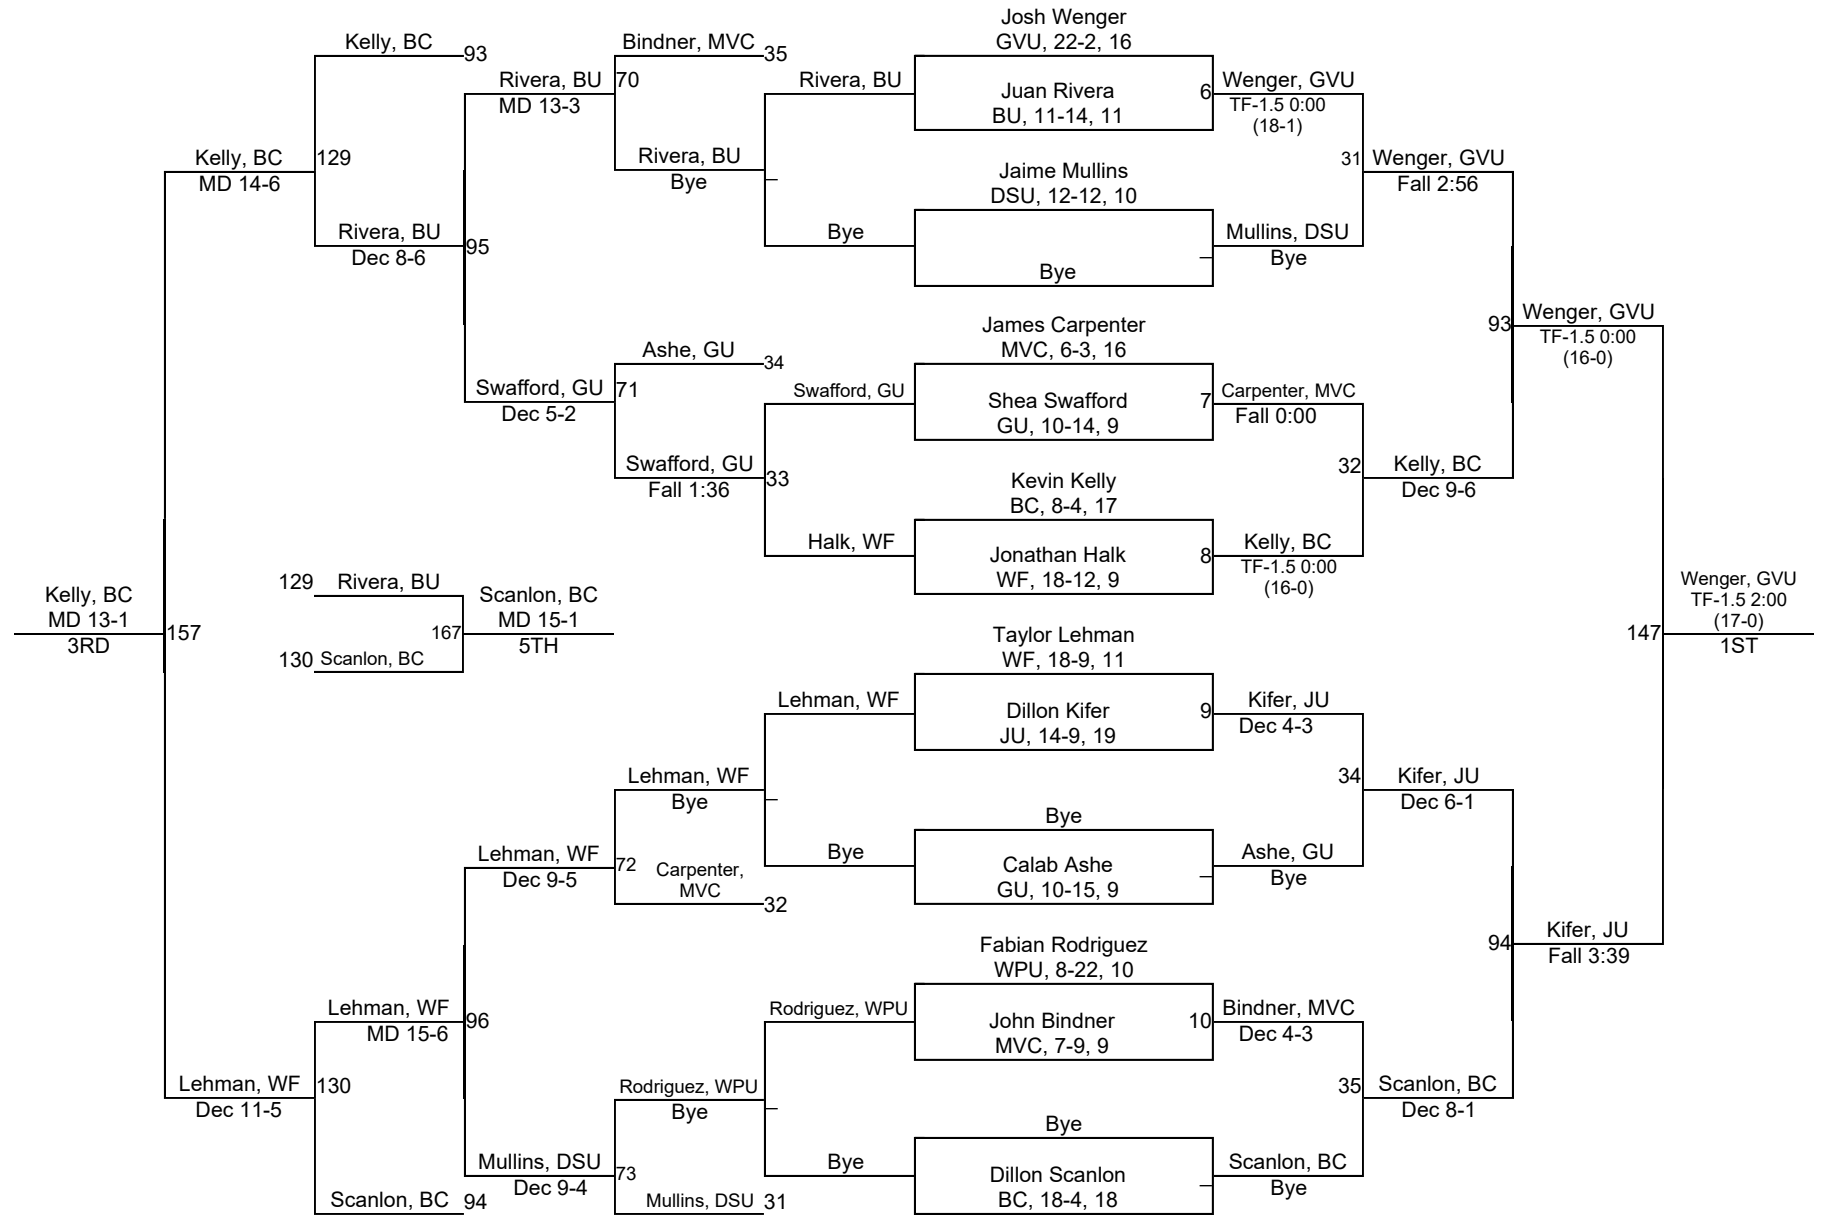 Josh Wenger
GVU, 22-2, 16
Kelly, BC
93
Bindner, MVC
35
Rivera, BU
70
MD 13-3
Rivera, BU
Juan Rivera
BU, 11-14, 11
6
Wenger, GVU
TF-1.5 0:00
(18-1)
Kelly, BC
129
MD 14-6
Rivera, BU
Bye
Jaime Mullins
DSU, 12-12, 10
31
Wenger, GVU
Fall 2:56
Rivera, BU
95
Dec 8-6
Bye
Bye
Mullins, DSU
Bye
James Carpenter
MVC, 6-3, 16
93
Wenger, GVU
TF-1.5 0:00
(16-0)
Ashe, GU
34
Swafford, GU
71
Dec 5-2
Swafford, GU
Shea Swafford
GU, 10-14, 9
7
Carpenter, MVC
Fall 0:00
Swafford, GU
33
Fall 1:36
Kevin Kelly
BC, 8-4, 17
32
Kelly, BC
Dec 9-6
Halk, WF
Jonathan Halk
WF, 18-12, 9
8
Kelly, BC
TF-1.5 0:00
(16-0)
Kelly, BC
MD 13-1
3RD
157
129
Rivera, BU
167
130
Scanlon, BC
Scanlon, BC
MD 15-1
5TH
147
Wenger, GVU
TF-1.5 2:00
(17-0)
1ST
Taylor Lehman
WF, 18-9, 11
Lehman, WF
Dillon Kifer
JU, 14-9, 19
9
Kifer, JU
Dec 4-3
Lehman, WF
Bye
34
Kifer, JU
Dec 6-1
Bye
Lehman, WF
72
Dec 9-5
Carpenter,
MVC
32
Bye
Calab Ashe
GU, 10-15, 9
Ashe, GU
Bye
94
Kifer, JU
Fall 3:39
Fabian Rodriguez
WPU, 8-22, 10
Lehman, WF
96
MD 15-6
Rodriguez, WPU
John Bindner
MVC, 7-9, 9
10
Bindner, MVC
Dec 4-3
Lehman, WF
130
Dec 11-5
Rodriguez, WPU
Bye
35
Scanlon, BC
Dec 8-1
Bye
Mullins, DSU
73
Dec 9-4
Bye
Dillon Scanlon
BC, 18-4, 18
Scanlon, BC
Bye
Scanlon, BC
94
Mullins, DSU
31